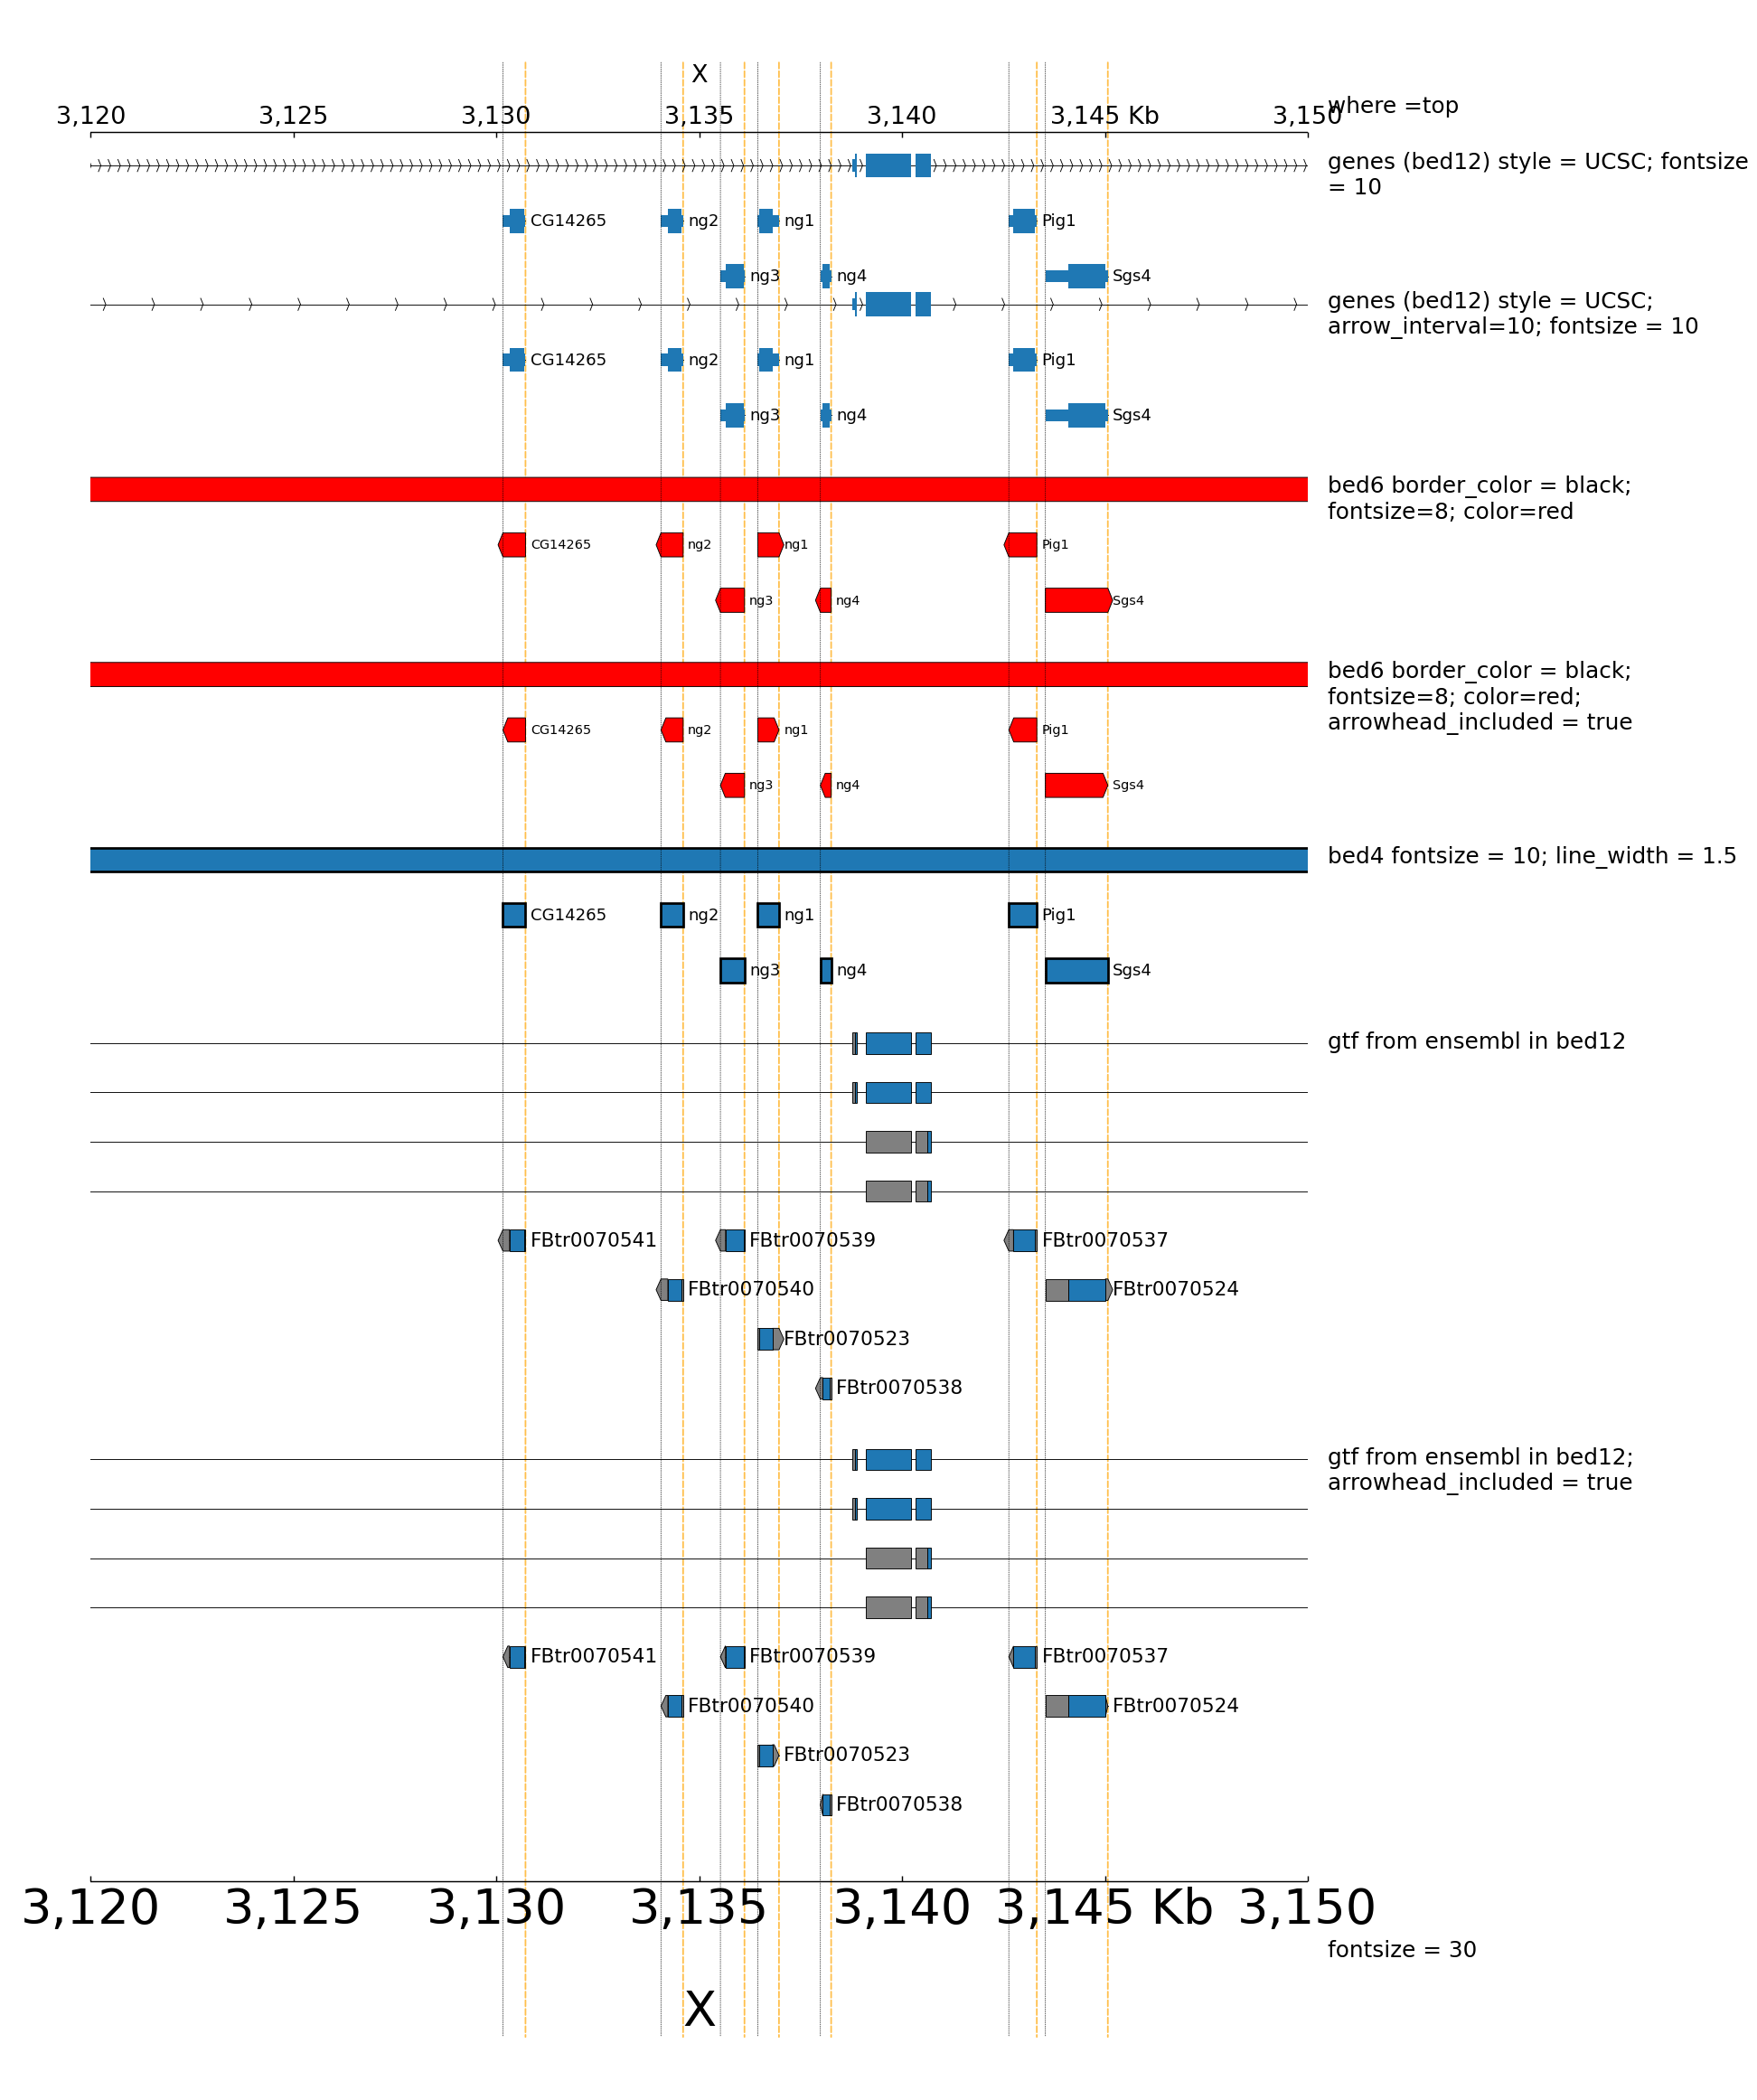 X
3,120 3,125 3,130 3,135 3,140 3,145 Kb 3,150
where =top
genes (bed12) style = UCSC; fontsize
= 10
CG14265 ng2 ng1 Pig1
ng3 ng4 Sgs4
genes (bed12) style = UCSC;
arrow_interval=10; fontsize = 10
CG14265 ng2 ng1 Pig1
ng3 ng4 Sgs4
bed6 border_color = black;
fontsize=8; color=red
CG14265 ng2 ng1 Pig1
ng3 ng4 Sgs4
bed6 border_color = black;
fontsize=8; color=red;
arrowhead_included = true
CG14265 ng2 ng1 Pig1
ng3 ng4 Sgs4
bed4 fontsize = 10; line_width = 1.5
CG14265 ng2 ng1 Pig1
ng3 ng4 Sgs4
gtf from ensembl in bed12
FBtr0070541 FBtr0070539 FBtr0070537
FBtr0070540 FBtr0070524
FBtr0070523
FBtr0070538
gtf from ensembl in bed12;
arrowhead_included = true
FBtr0070541 FBtr0070539 FBtr0070537
FBtr0070540 FBtr0070524
FBtr0070523
FBtr0070538
3,120 3,125 3,130 3,135 3,140 3,145 Kb 3,150
fontsize = 30
X